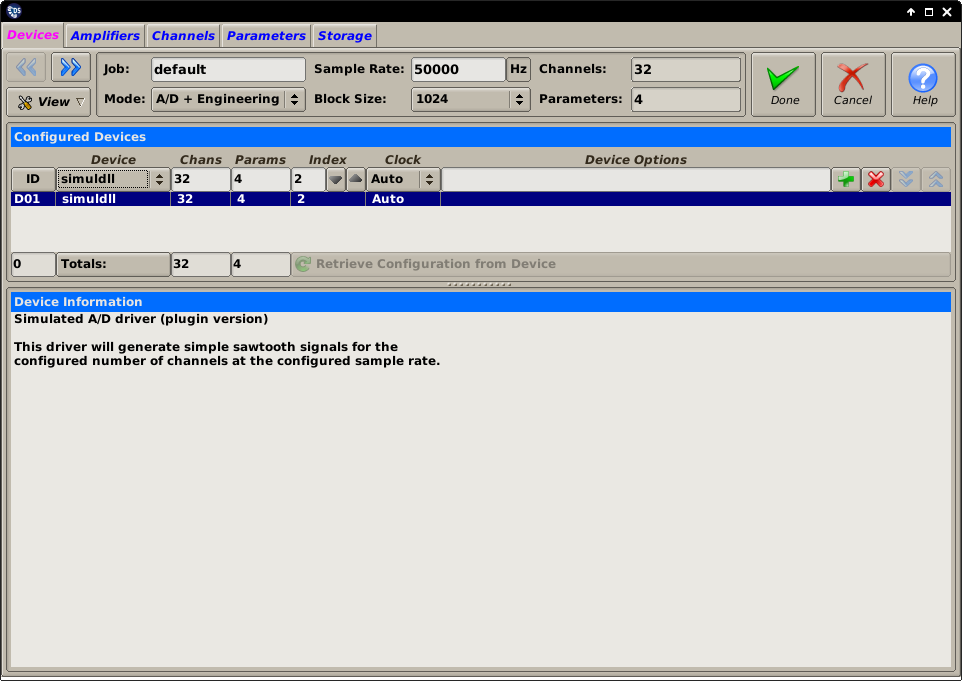 Devices Amplifiers Channels Parameters Storage
Job: default Sample Rate: 50000 Hz Channels: 32
View Mode: A/D + Engineering Block Size: 1024 Parameters: 4
Done Cancel Help
Configured Devices
Device Chans Params Index Clock Device Options
ID simuldll 32 4 2 Auto
D01 simuldll 32 4 2 Auto
0 Totals: 32 4 Retrieve Configuration from Device
Device Information
Simulated A/D driver (plugin version)
This driver will generate simple sawtooth signals for the
configured number of channels at the configured sample rate.